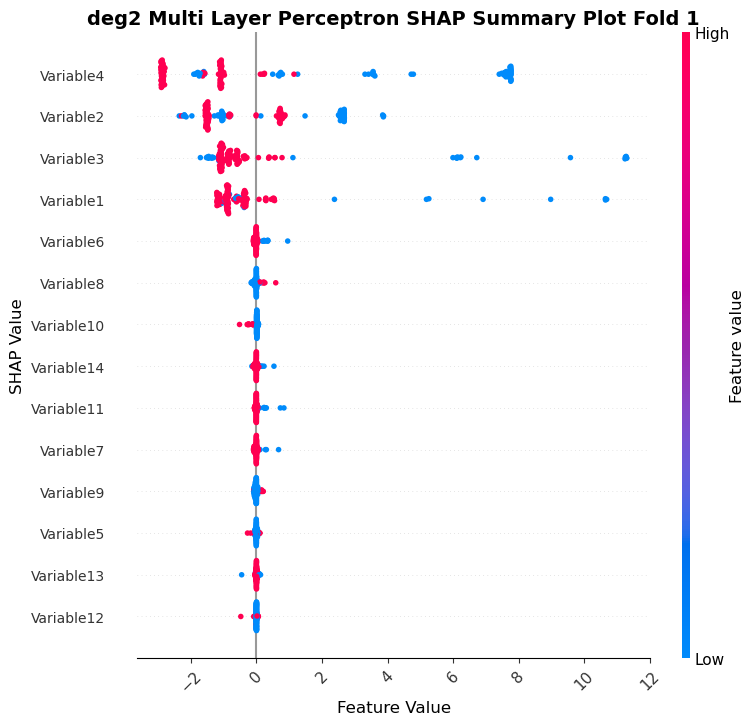 deg2 Multi Layer Perceptron SHAP Summary Plot Fold 1
High
Variable4
Variable2
Variable3
Variable1
Variable6
Variable8
Variable10
Variable14
Variable11
Variable7
Variable9
Variable5
Variable13
Variable12
SHAP Value
Feature value
Low
−2
0
2
4
6
8
10
12
Feature Value